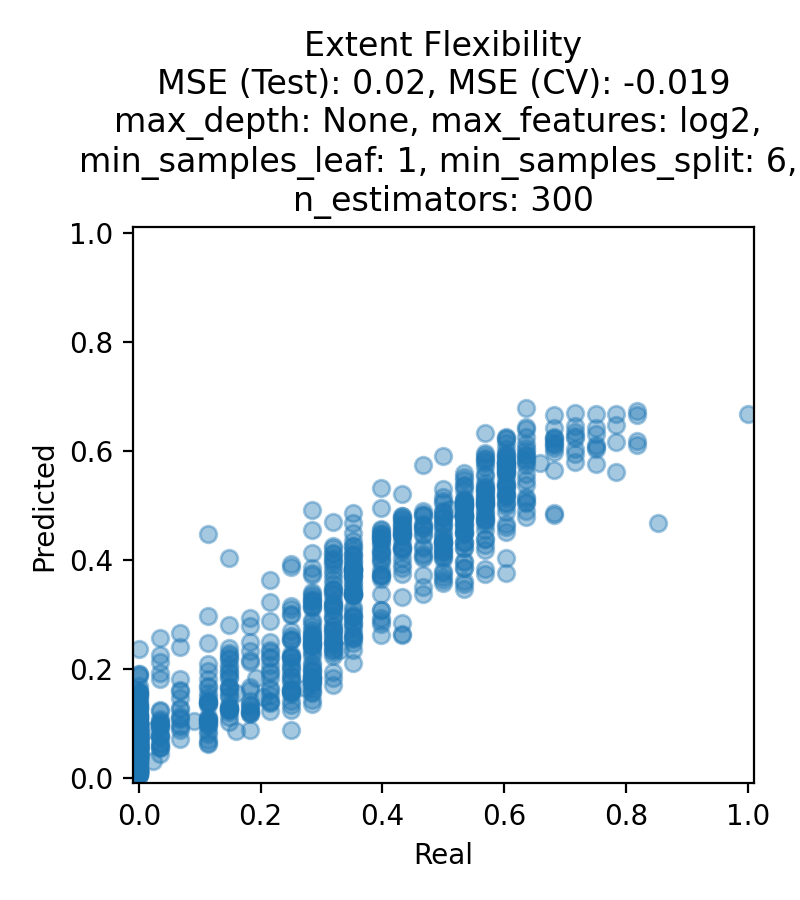 Extent Flexibility
MSE (Test): 0.02, MSE (CV): -0.019
max_depth: None, max_features: log2,
min_samples_leaf: 1, min_samples_split: 6,
n_estimators: 300
1.0
0.8
0.6
0.4
0.2
0.0
Predicted
0.0 0.2 0.4 0.6 0.8 1.0
Real